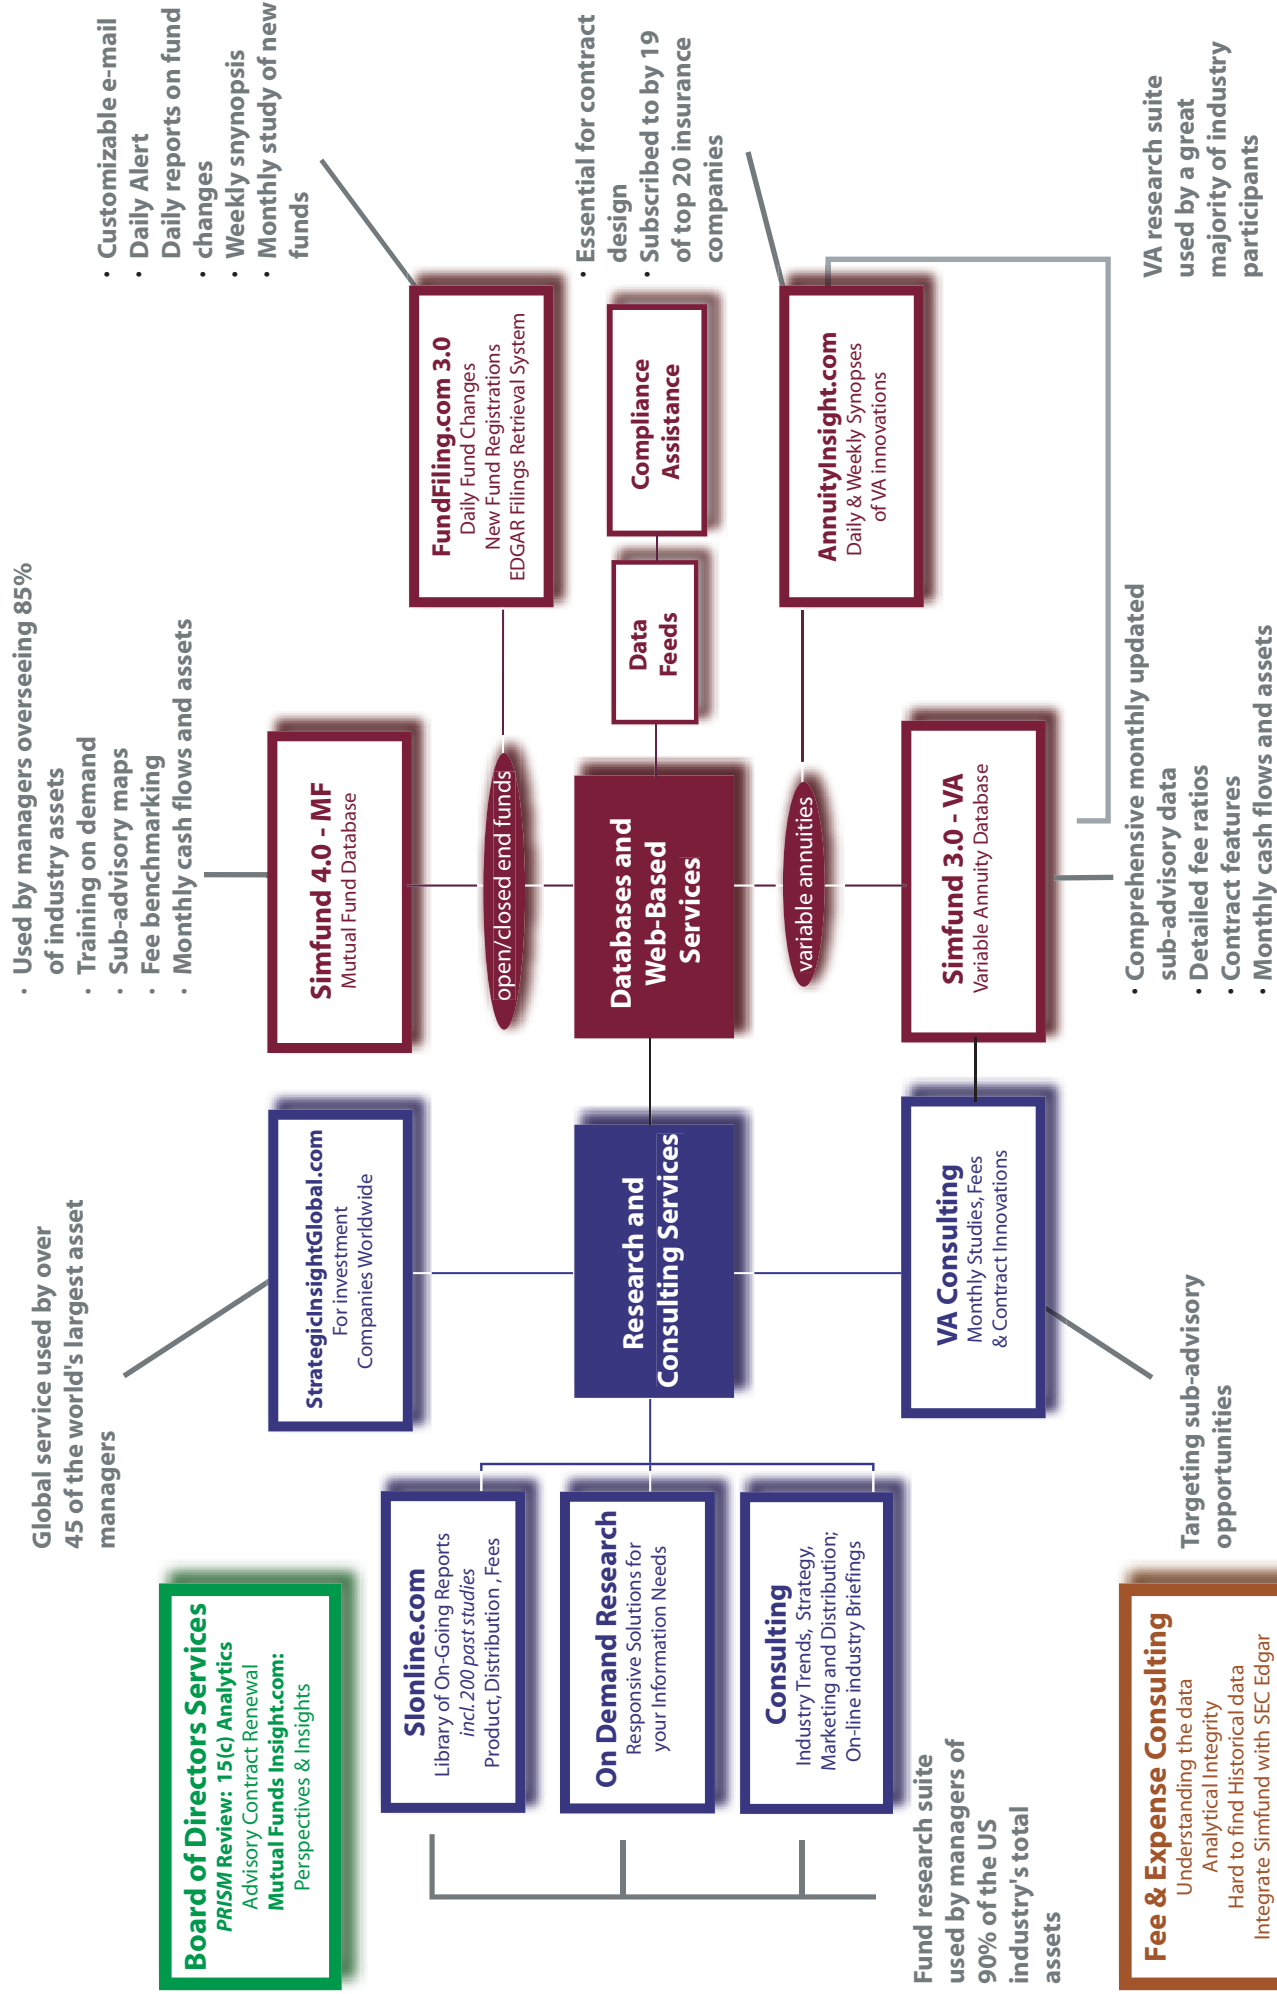 Board of Directors Services
PRISM Review: 15(c) Analytics
Advisory Contract Renewal
Mutual Funds Insight.com:
Perspectives & Insights
Global service used by over
45 of the world's largest asset
managers
· Used by managers overseeing 85%
of industry assets
· Training on demand
· Sub-advisory maps
· Fee benchmarking
· Monthly cash flows and assets
· Customizable e-mail
· Daily Alert
Daily reports on fund
· changes
· Weekly snynopsis
· Monthly study of new
funds
StrategicInsightGlobal.com
For investment
Companies Worldwide
Simfund 4.0 - MF
Mutual Fund Database
SIonline.com
Library of On-Going Reports
incl. 200 past studies
Product, Distribution , Fees
open/closed end funds
FundFiling.com 3.0
Daily Fund Changes
New Fund Registrations
EDGAR Filings Retrieval System
On Demand Research
Responsive Solutions for
your Information Needs
Research and
Consulting Services
Databases and
Web-Based
Services
Data
Feeds
Compliance
Assistance
· Essential for contract
design
· Subscribed to by 19
of top 20 insurance
companies
Consulting
Industry Trends, Strategy,
Marketing and Distribution;
On-line industry Briefings
variable annuities
AnnuityInsight.com
Daily & Weekly Synopses
of VA innovations
Fund research suite
used by managers of
90% of the US
industry's total
assets
VA Consulting
Monthly Studies, Fees
& Contract Innovations
Simfund 3.0 - VA
Variable Annuity Database
Fee & Expense Consulting
Understanding the data
Analytical Integrity
Hard to find Historical data
Integrate Simfund with SEC Edgar
Targeting sub-advisory
opportunities
· Comprehensive monthly updated
sub-advisory data
· Detailed fee ratios
· Contract features
· Monthly cash flows and assets
VA research suite
used by a great
majority of industry
participants